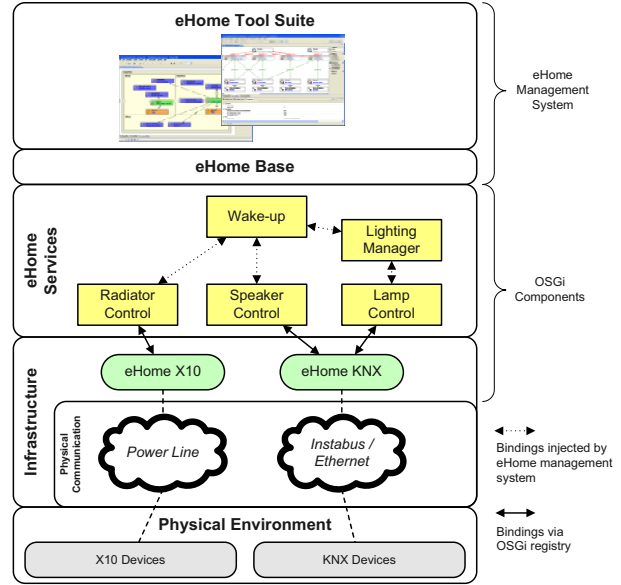 eHome Tool Suite
eHome
Management
System
eHome Base
eHome
Services
Wake-up
Lighting
Manager
Radiator
Control
Speaker
Control
Lamp
Control
OSGi
Components
Infrastructure
eHome X10
eHome KNX
Physical
Communication
Power Line
Instabus /
Ethernet
Bindings injected by
eHome management
system
Bindings via
OSGi registry
Physical Environment
X10 Devices
KNX Devices